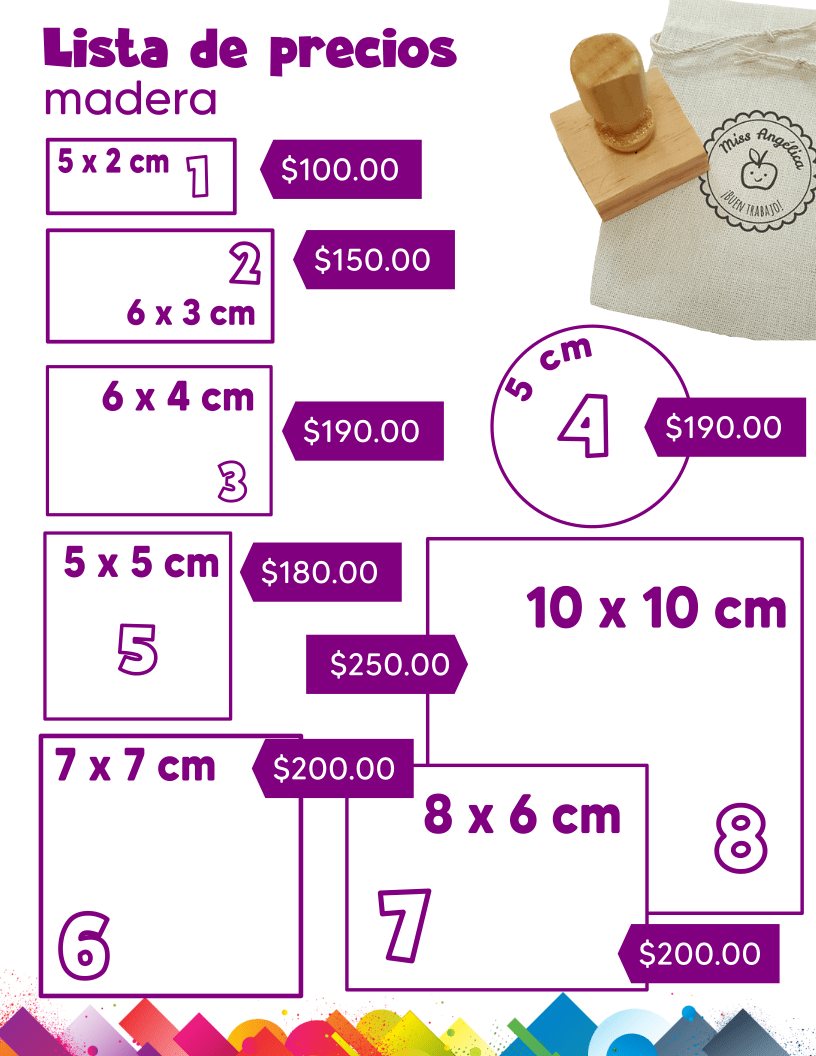 Lista de precios
madera
5 x 2 cm
1
$100.00
Miss Angélica
¡BUEN TRABAJO!
2
6 x 3 cm
$150.00
6 x 4 cm
3
$190.00
5 cm
4
$190.00
5 x 5 cm
5
$180.00
10 x 10 cm
8
$250.00
7 x 7 cm
6
$200.00
8 x 6 cm
7
$200.00